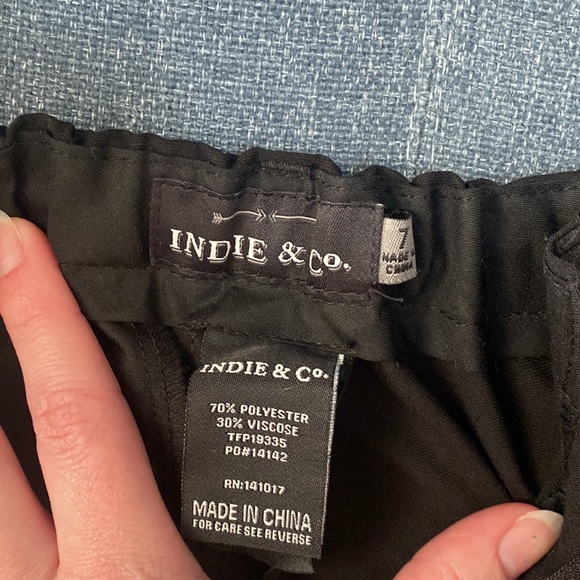 INDIE & Co.
7
MADE IN
CHINA
INDIE & Co.
70% POLYESTER
30% VISCOSE
TFP19335
PO#14142
RN:141017
MADE IN CHINA
FOR CARE SEE REVERSE